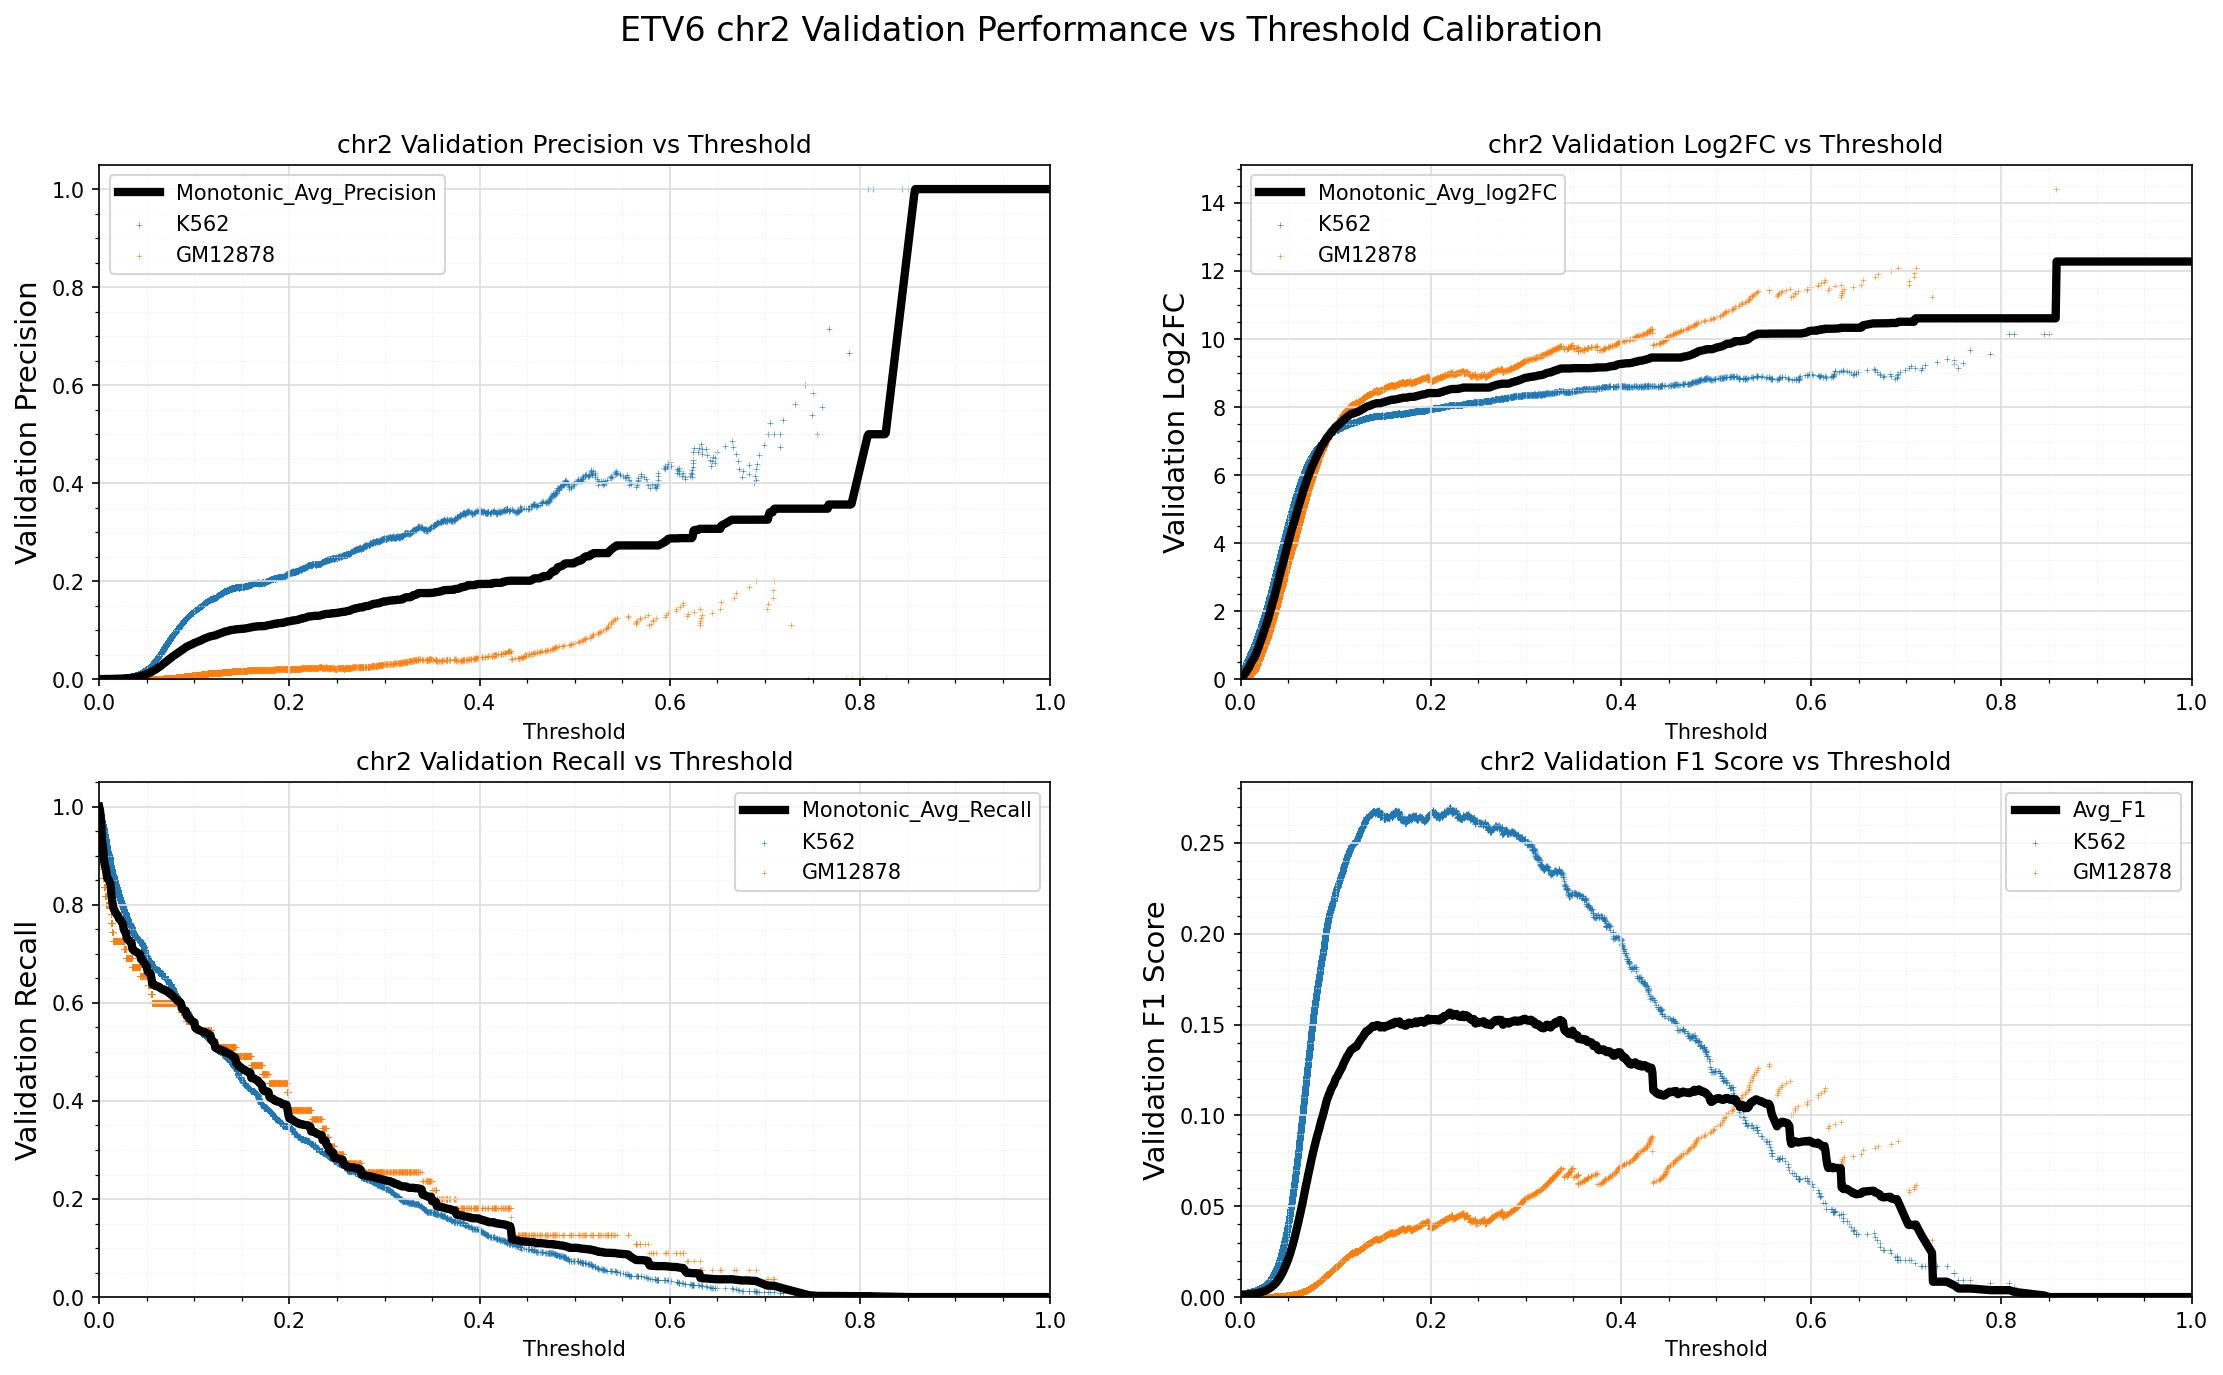 ETV6 chr2 Validation Performance vs Threshold Calibration
chr2 Validation Precision vs Threshold
Monotonic_Avg_Precision
K562
GM12878
Validation Precision
1.0
0.8
0.6
0.4
0.2
0.0
0.0 0.2 0.4 0.6 0.8 1.0
Threshold
chr2 Validation Log2FC vs Threshold
Monotonic_Avg_log2FC
K562
GM12878
Validation Log2FC
14
12
10
8
6
4
2
0
0.0 0.2 0.4 0.6 0.8 1.0
Threshold
chr2 Validation Recall vs Threshold
Monotonic_Avg_Recall
K562
GM12878
Validation Recall
1.0
0.8
0.6
0.4
0.2
0.0
0.0 0.2 0.4 0.6 0.8 1.0
Threshold
chr2 Validation F1 Score vs Threshold
Avg_F1
K562
GM12878
Validation F1 Score
0.25
0.20
0.15
0.10
0.05
0.00
0.0 0.2 0.4 0.6 0.8 1.0
Threshold